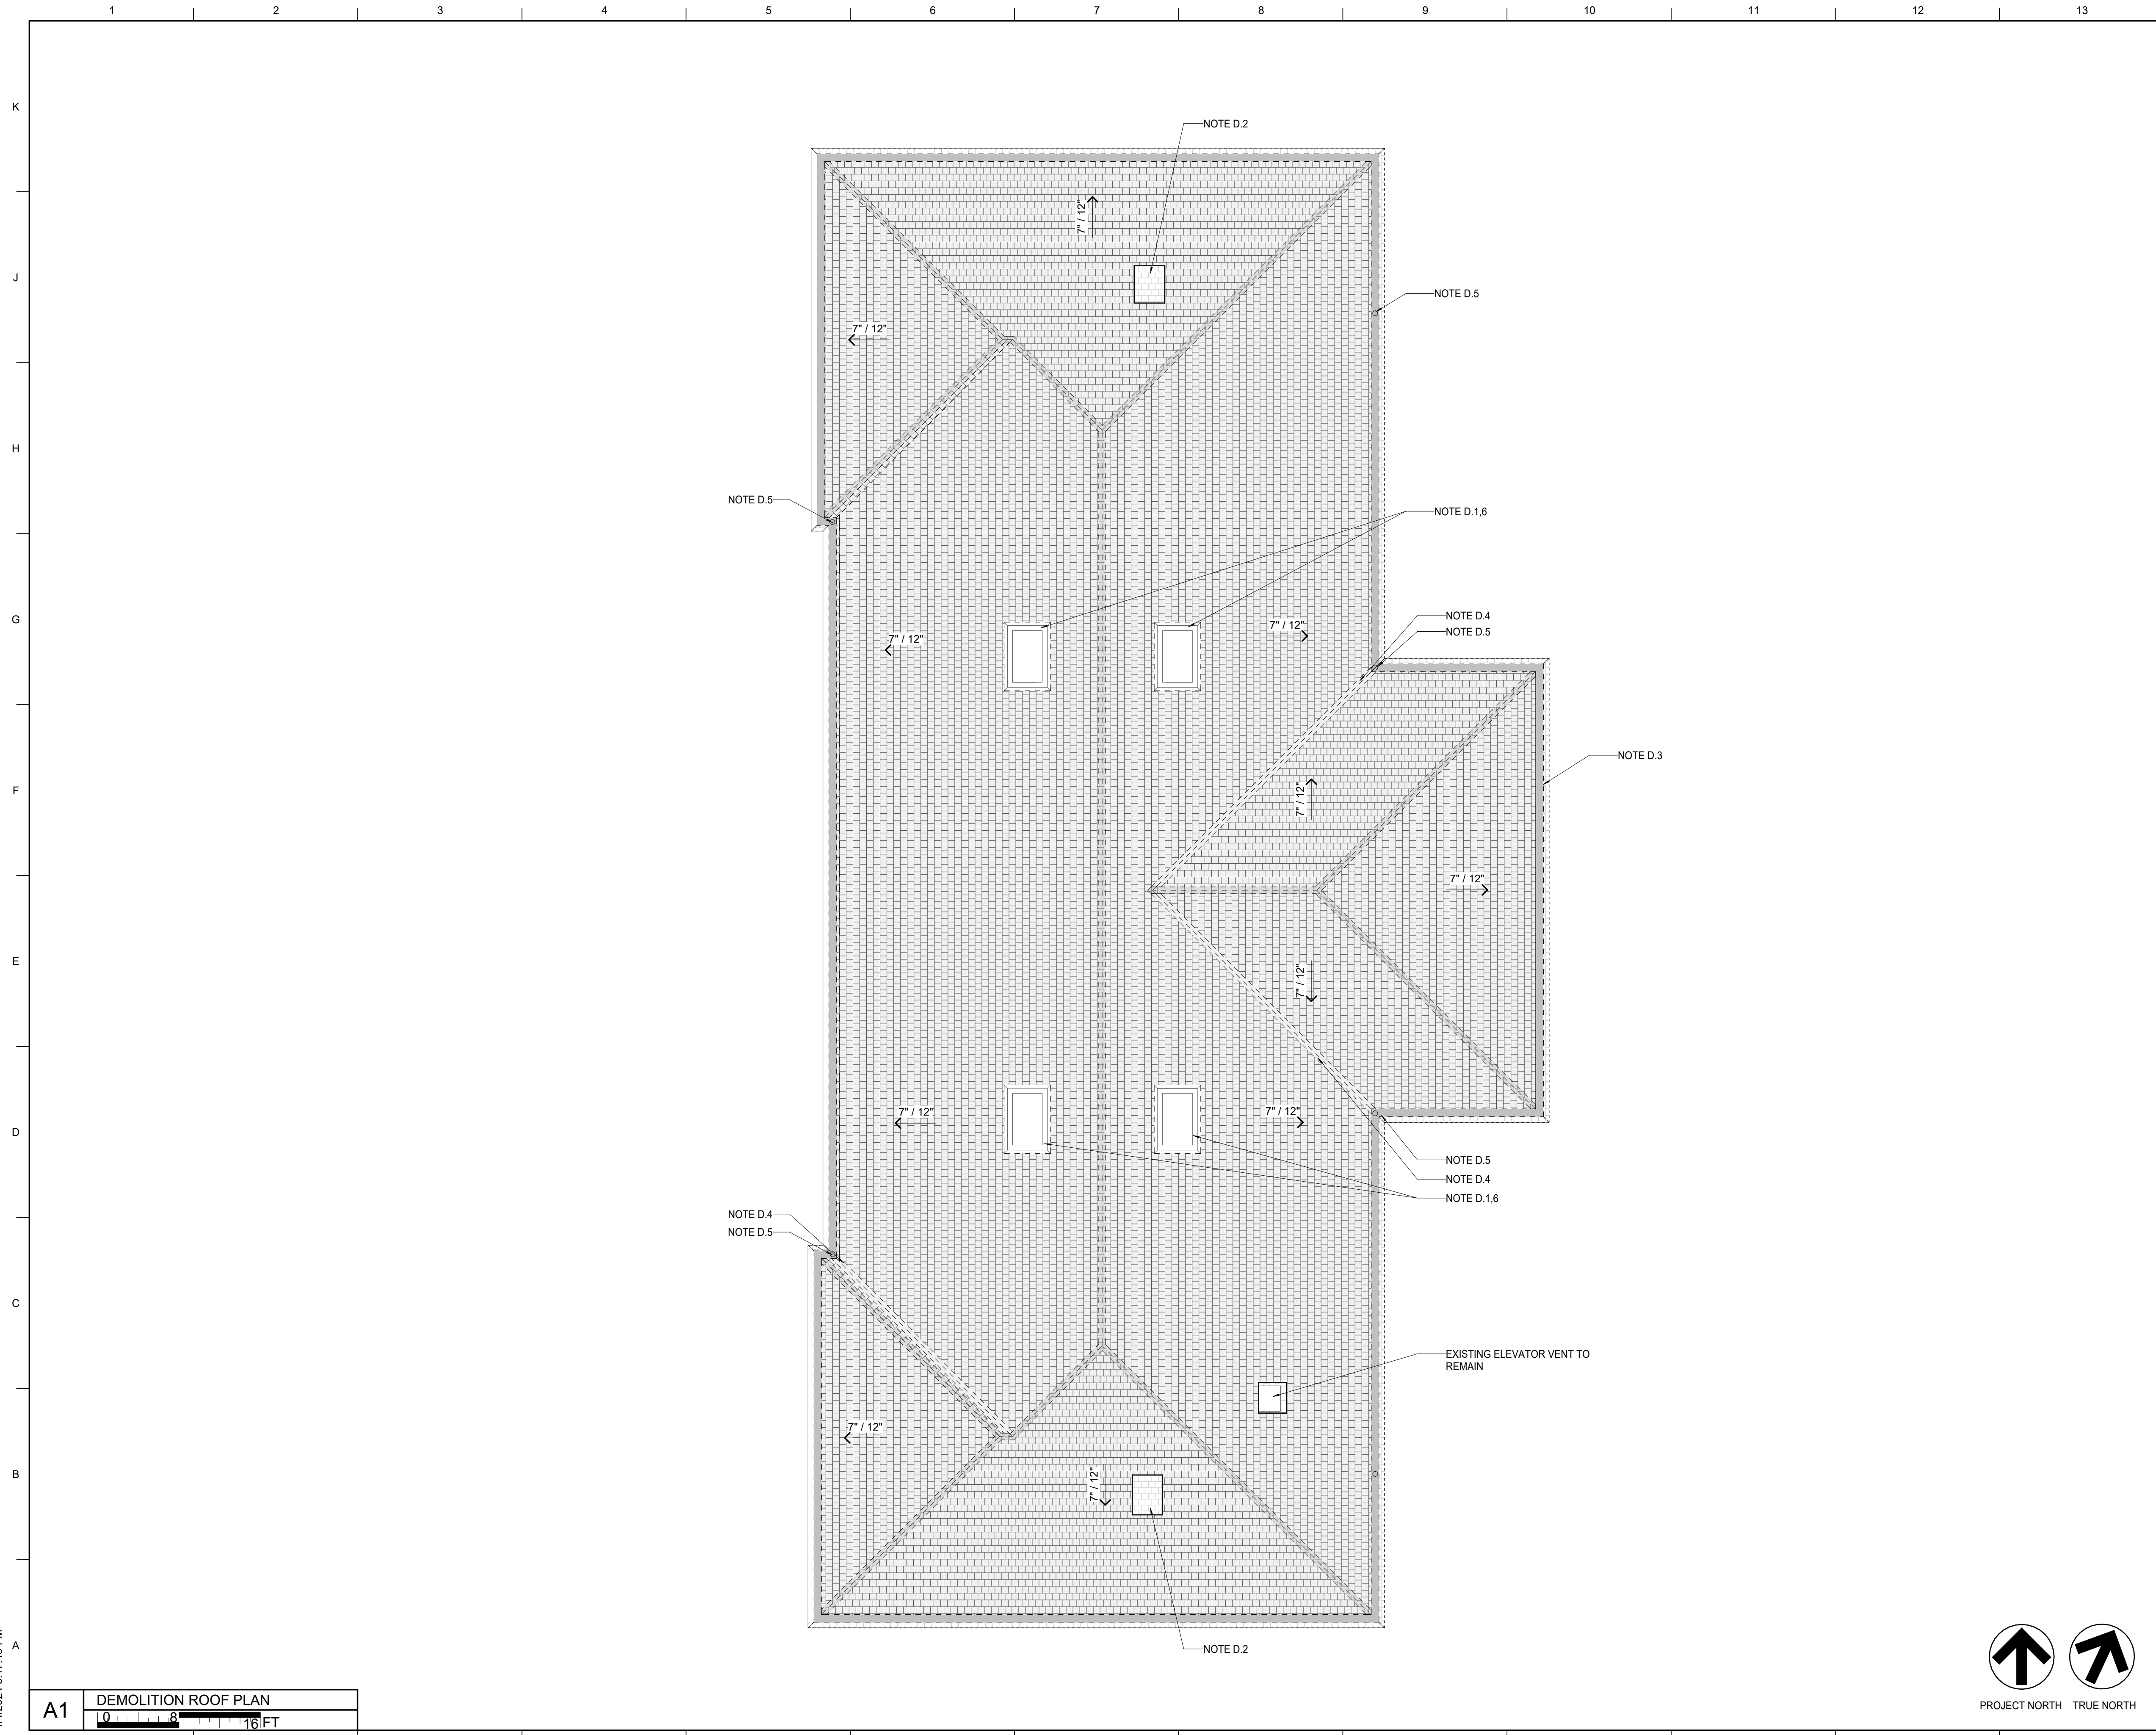 1 2 3 4 5 6 7 8 9 10 11 12 13
K
NOTE D.2
7" / 12"
J
NOTE D.5
7" / 12"
H
NOTE D.5
NOTE D.1,6
G
NOTE D.4
7" / 12"
NOTE D.5
7" / 12"
NOTE D.3
F
7" / 12"
7" / 12"
E
7" / 12"
7" / 12"
7" / 12"
D
NOTE D.5
NOTE D.4
NOTE D.1,6
NOTE D.4
NOTE D.5
C
EXISTING ELEVATOR VENT TO
REMAIN
7" / 12"
B
7" / 12"
A
NOTE D.2
A1
DEMOLITION ROOF PLAN
0 8 16 FT
PROJECT NORTH TRUE NORTH